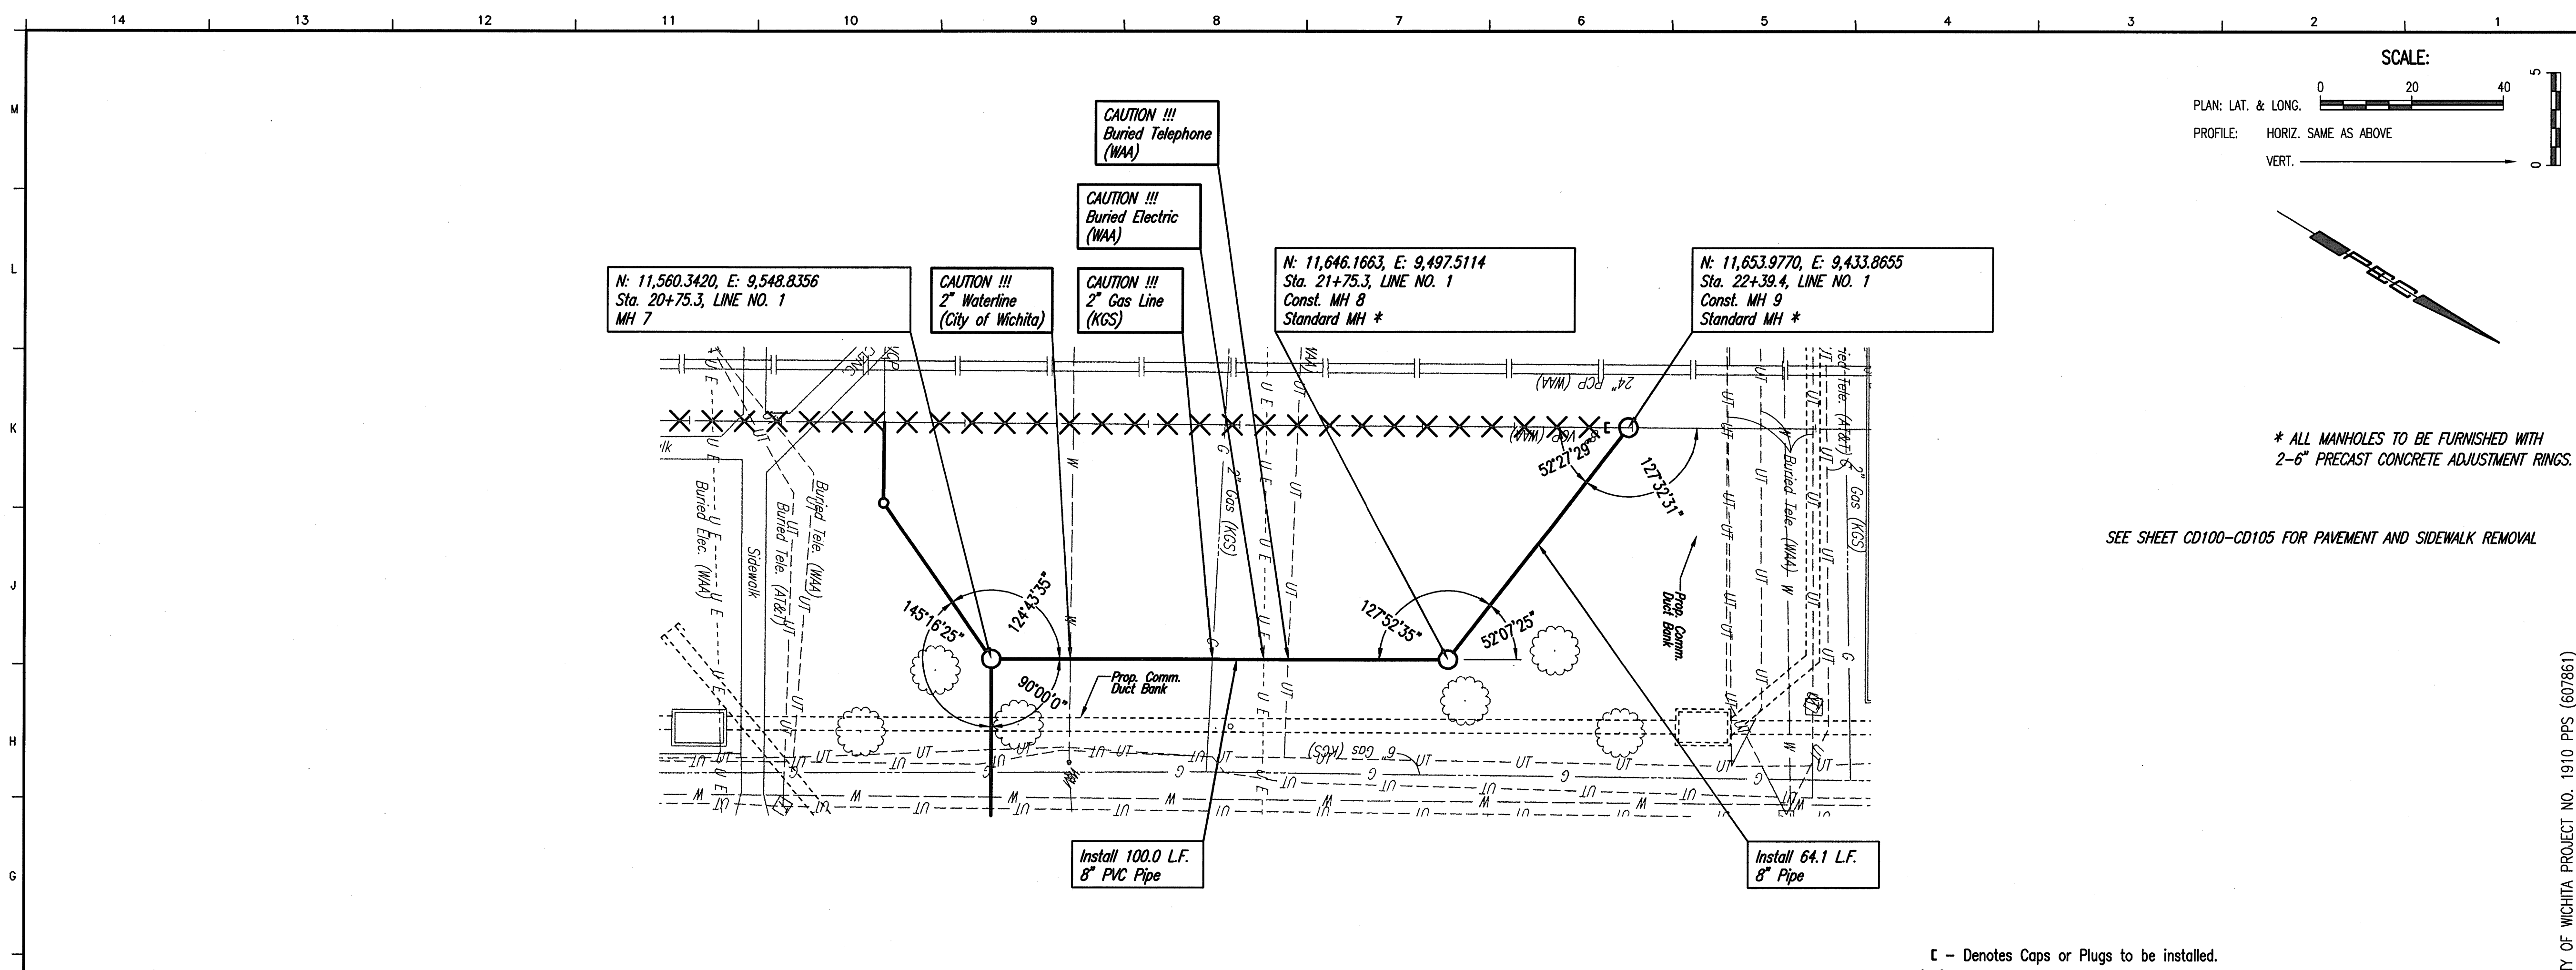 14 13 12 11 10 9 8 7 6 5 4 3 2 1
M
L
K
J
H
G
SCALE:
0 20 40
PLAN: LAT. & LONG.
PROFILE: HORIZ. SAME AS ABOVE
VERT.
5
0
CAUTION !!!
Buried Telephone
(WAA)
CAUTION !!!
Buried Electric
(WAA)
N: 11,560.3420, E: 9,548.8356
Sta. 20+75.3, LINE NO. 1
MH 7
CAUTION !!!
2" Waterline
(City of Wichita)
CAUTION !!!
2" Gas Line
(KGS)
N: 11,646.1663, E: 9,497.5114
Sta. 21+75.3, LINE NO. 1
Const. MH 8
Standard MH *
N: 11,653.9770, E: 9,433.8655
Sta. 22+39.4, LINE NO. 1
Const. MH 9
Standard MH *
24" RCP (WAA)
VCP (WAA)
E
52°27'29"
127°32'31"
* ALL MANHOLES TO BE FURNISHED WITH
2-6" PRECAST CONCRETE ADJUSTMENT RINGS.
SEE SHEET CD100-CD105 FOR PAVEMENT AND SIDEWALK REMOVAL
Buried Elec. (WAA)
Sidewalk
Buried Tele. (AT&T)
Buried Tele. (WAA)
2" Gas (KGS)
Buried Tele. (WAA)
ied Tele. (AT&T)
2" Gas (KGS)
145°16'25"
124°43'35"
90°00'0"
127°52'35"
52°07'25"
Prop. Comm.
Duct Bank
Prop. Comm.
Duct Bank
6" Gas (KGS)
Install 100.0 L.F.
8" PVC Pipe
Install 64.1 L.F.
8" Pipe
E - Denotes Caps or Plugs to be installed.
TY OF WICHITA PROJECT NO. 1910 PPS (607861)